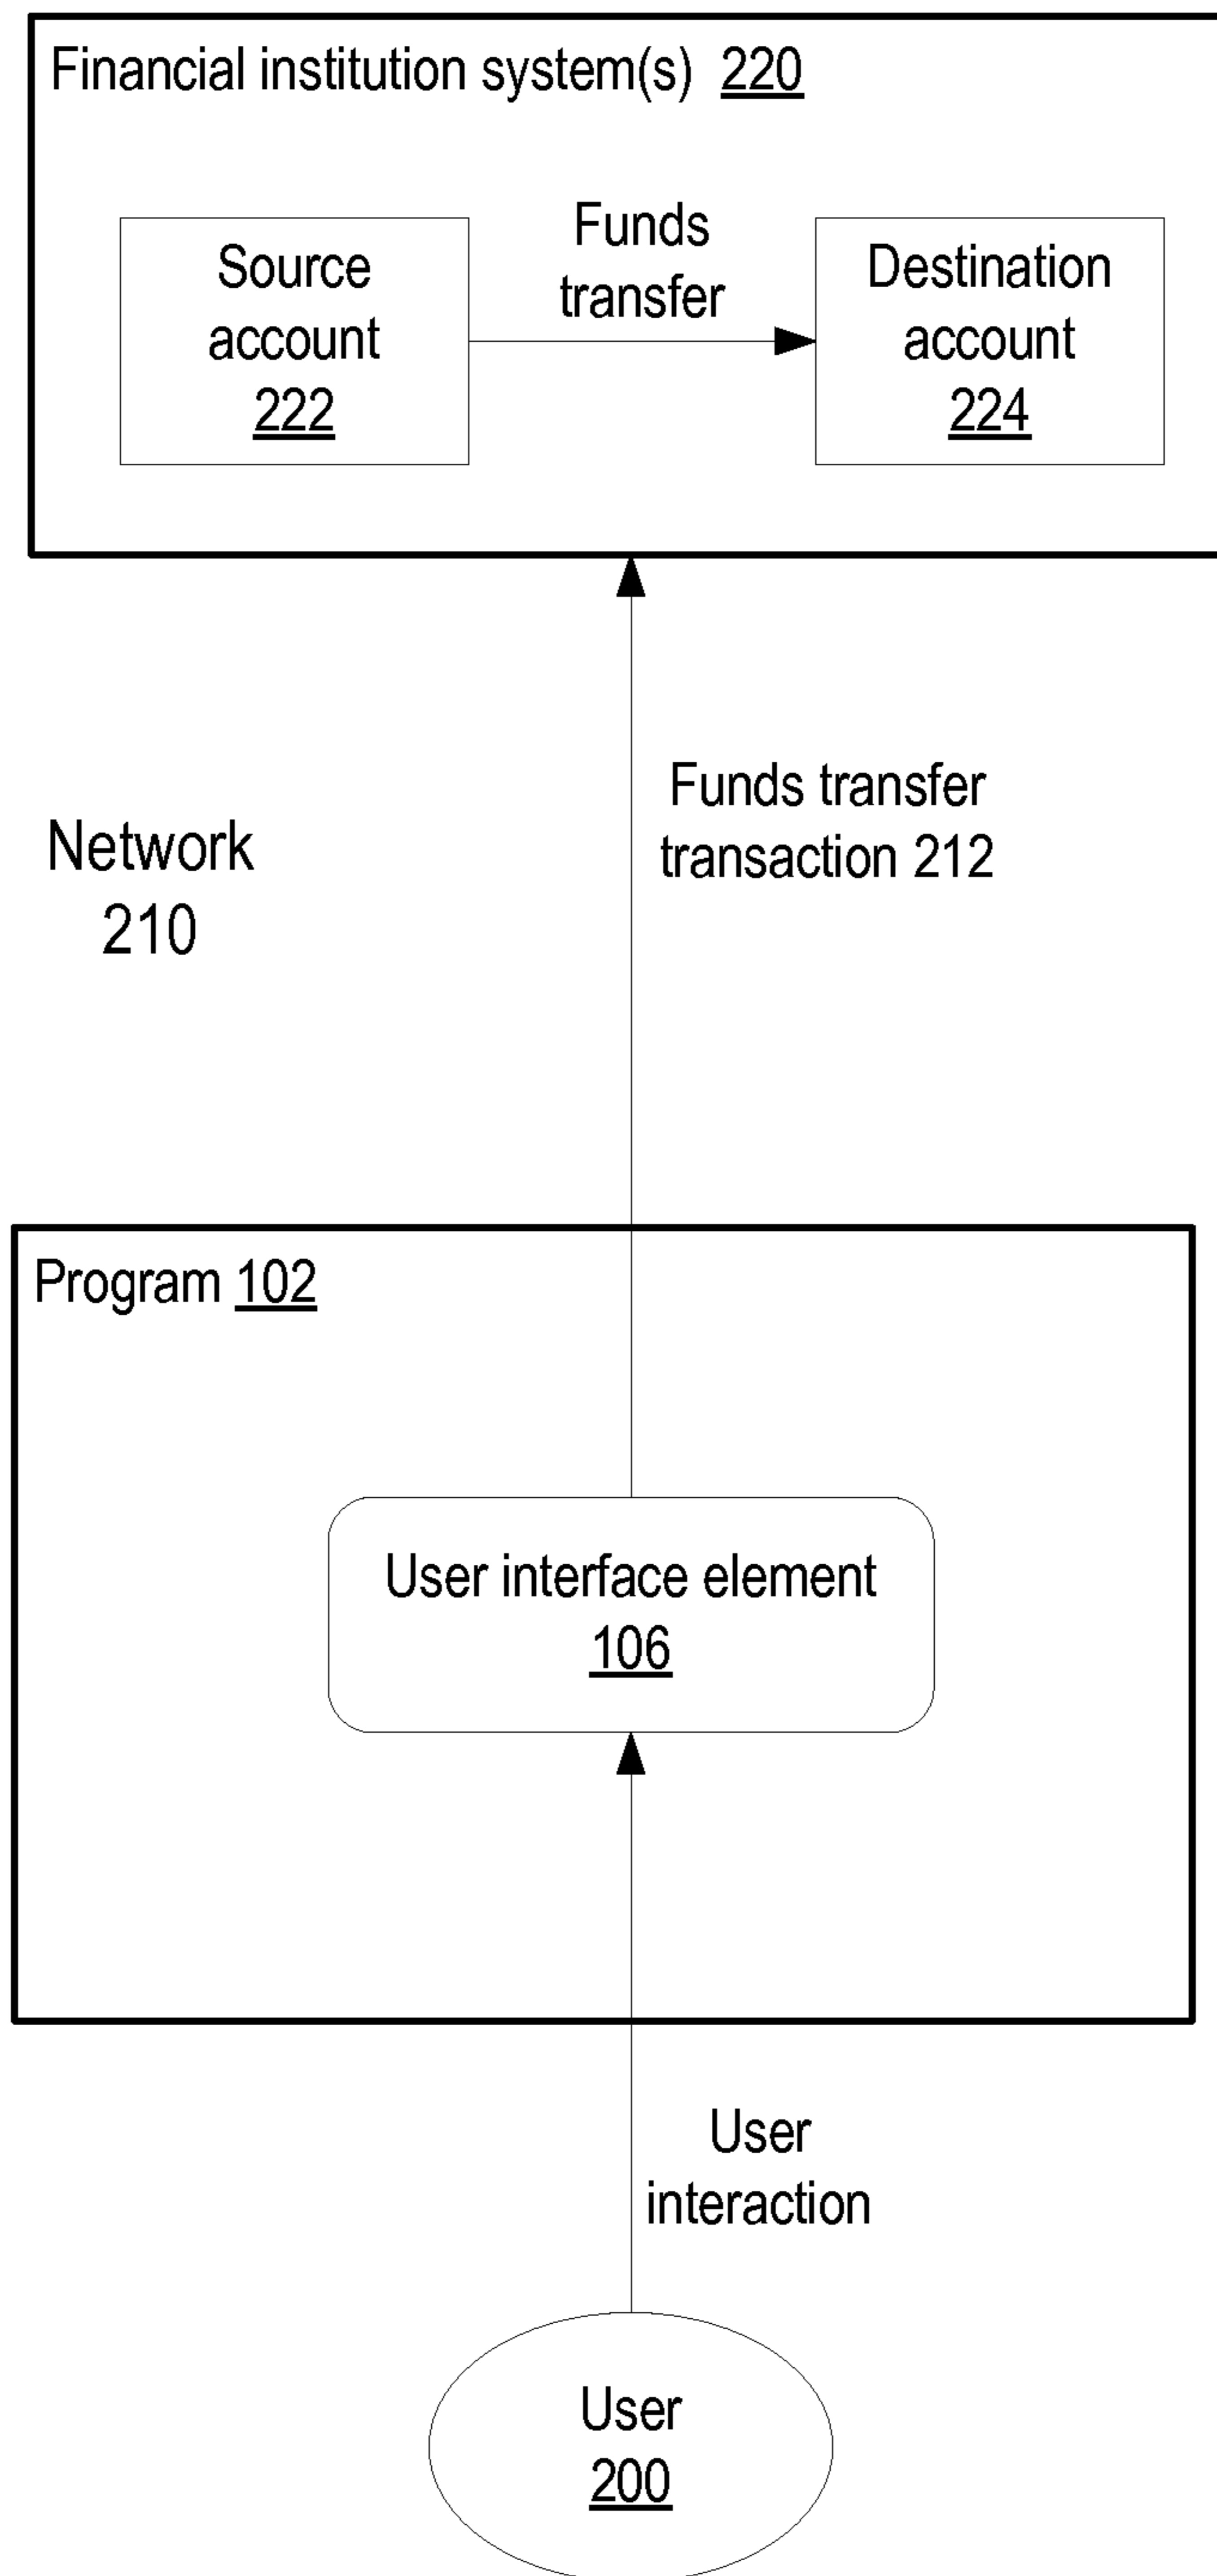 Financial institution system(s) 220
Source
account
222
Funds
transfer
Destination
account
224
Funds transfer
transaction 212
Network
210
Program 102
User interface element
106
User
interaction
User
200